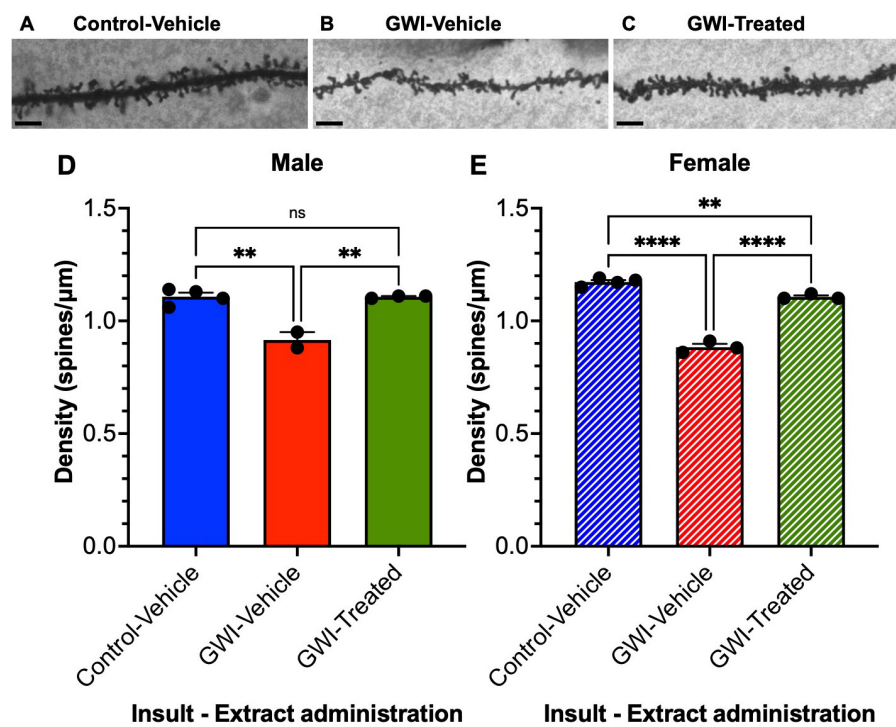 A Control-Vehicle B GWI-Vehicle C GWI-Treated
D Male
1.5
1.0
0.5
0.0
Density (spines/µm)
ns
** **
Control-Vehicle
GWI-Vehicle
GWI-Treated
Insult - Extract administration
E Female
1.5
1.0
0.5
0.0
Density (spines/µm)
**
**** ****
Control-Vehicle
GWI-Vehicle
GWI-Treated
Insult - Extract administration